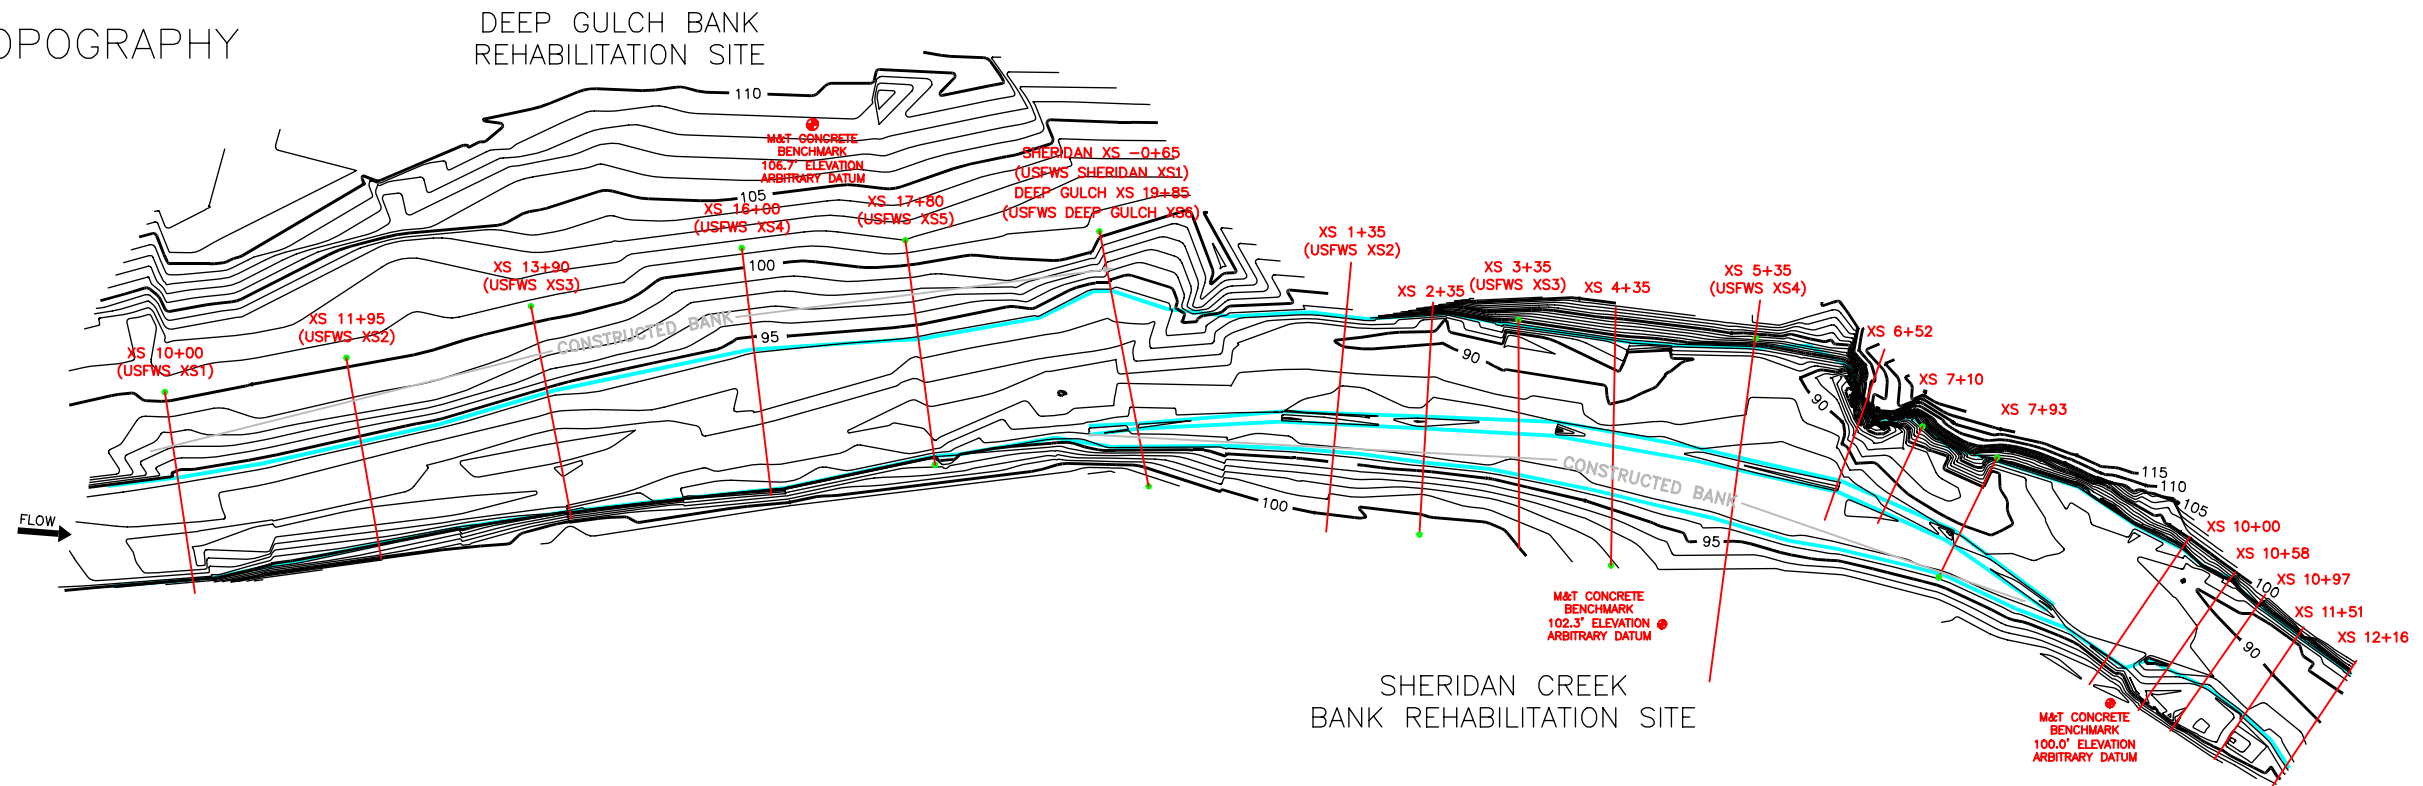 OPOGRAPHY
DEEP GULCH BANK
REHABILITATION SITE
110
M&T CONCRETE
BENCHMARK
106.7' ELEVATION
ARBITRARY DATUM
105
SHERIDAN XS -0+65
(USFWS SHERIDAN XS1)
DEEP GULCH XS 19+85
(USFWS DEEP GULCH XS6)
XS 17+80
(USFWS XS5)
XS 16+00
(USFWS XS4)
100
XS 13+90
(USFWS XS3)
XS 11+95
(USFWS XS2)
XS 10+00
(USFWS XS1)
CONSTRUCTED BANK
95
FLOW
XS 1+35
(USFWS XS2)
XS 2+35
XS 3+35
(USFWS XS3)
XS 4+35
XS 5+35
(USFWS XS4)
XS 6+52
XS 7+10
XS 7+93
90
90
CONSTRUCTED BANK
100
95
115
110
105
100
90
XS 10+00
XS 10+58
XS 10+97
XS 11+51
XS 12+16
M&T CONCRETE
BENCHMARK
102.3' ELEVATION
ARBITRARY DATUM
SHERIDAN CREEK
BANK REHABILITATION SITE
M&T CONCRETE
BENCHMARK
100.0' ELEVATION
ARBITRARY DATUM